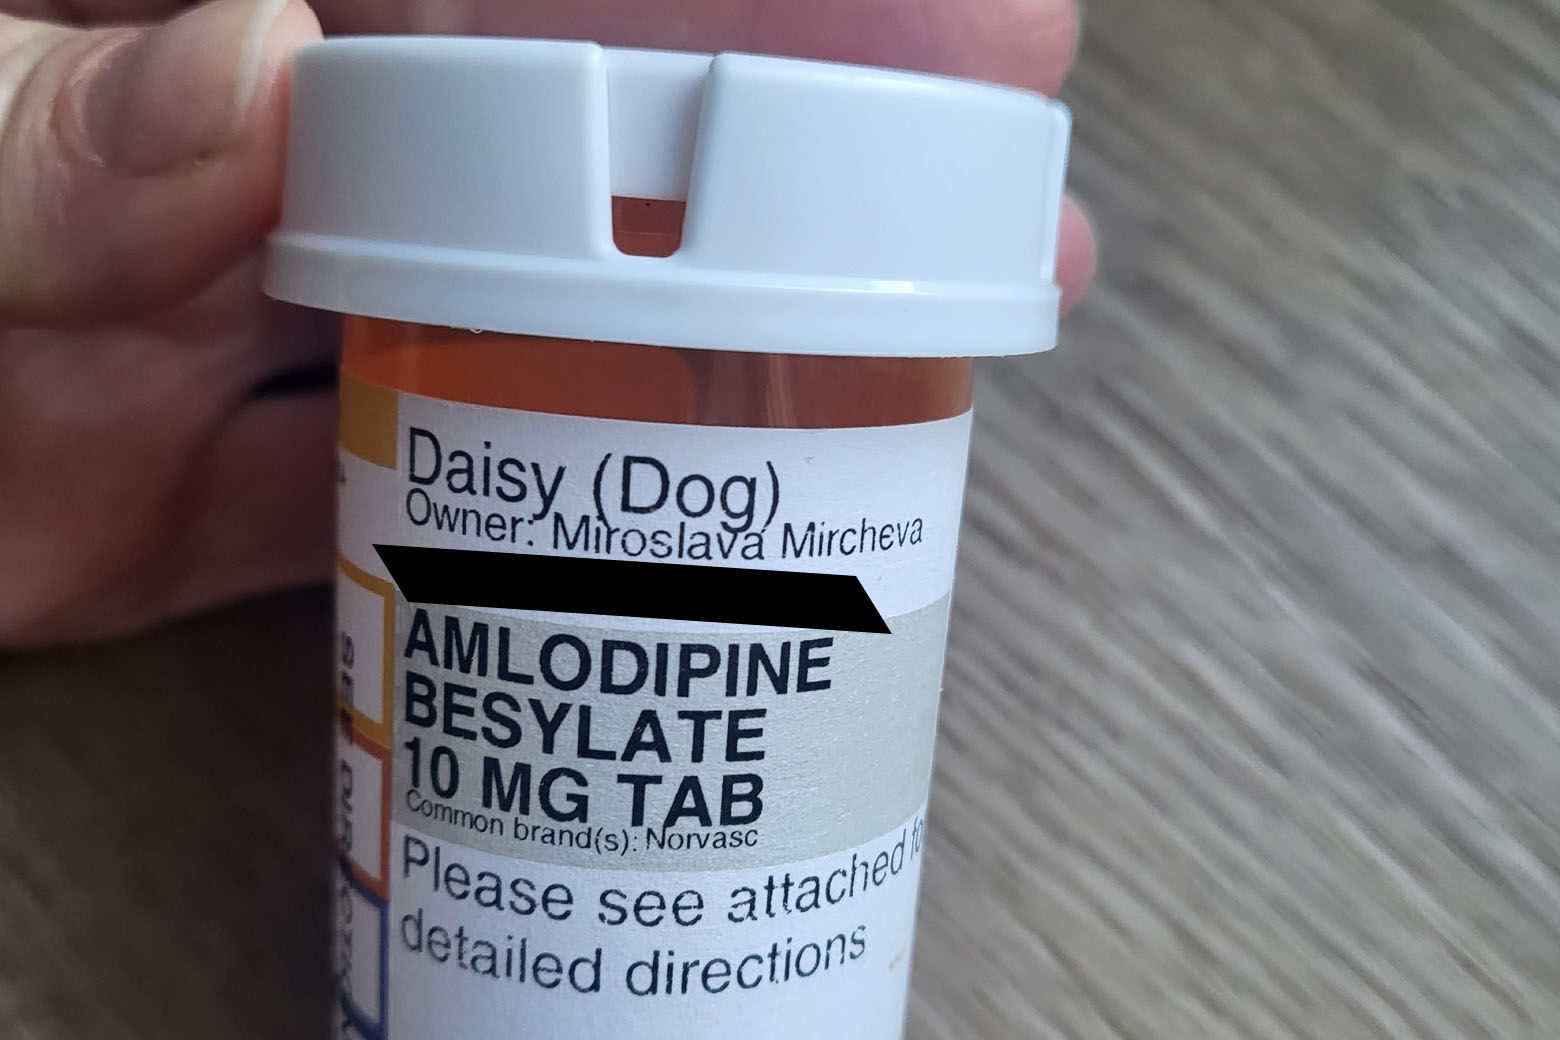 Daisy (Dog)
Owner: Miroslava Mircheva
AMLODIPINE
BESYLATE
10 MG TAB
Common brand(s): Norvasc
Please see attached
detailed directions